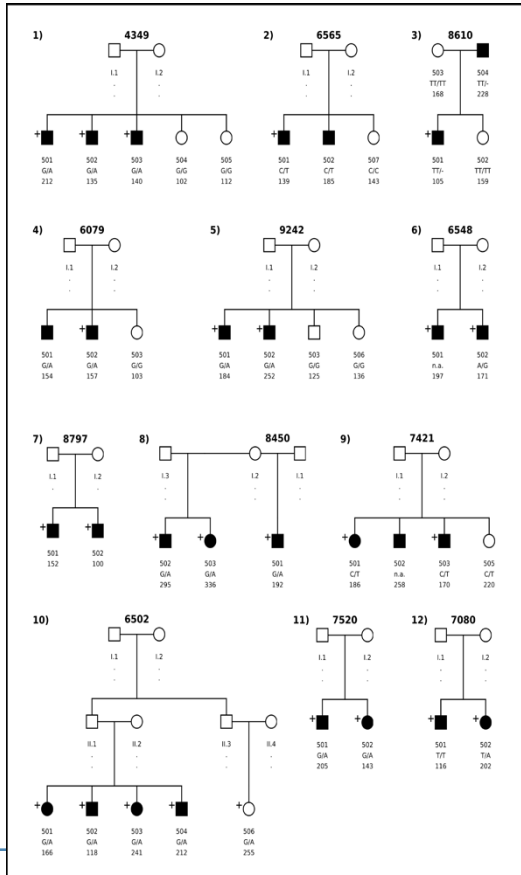 1) 4349
I.1 I.2
. .
. .
+ + +
501 502 503 504 505
G/A G/A G/A G/G G/G
212 135 140 102 112
2) 6565
I.1 I.2
. .
. .
+
501 502 507
C/T C/T C/C
139 185 143
3) 8610
503 504
TT/TT TT/-
168 228
+
501 502
TT/- TT/TT
105 159
4) 6079
I.1 I.2
. .
. .
+
501 502 503
G/A G/A G/G
154 157 103
5) 9242
I.1 I.2
. .
. .
+ +
501 502 503 506
G/A G/A G/G G/G
184 252 125 136
6) 6548
I.1 I.2
. .
. .
+ +
501 502
n.a. A/G
197 171
7) 8797
I.1 I.2
. .
+ +
501 502
152 100
8) 8450
I.3 I.2 I.1
. . .
. . .
+ + +
502 503 501
G/A G/A G/A
295 336 192
9) 7421
I.1 I.2
. .
. .
+ + +
501 502 503 505
C/T n.a. C/T C/T
186 258 170 220
10) 6502
I.1 I.2
. .
. .
II.1 II.2 II.3 II.4
. . . .
. . . .
+ + + + +
501 502 503 504 506
G/A G/A G/A G/A G/A
166 118 241 212 255
11) 7520
I.1 I.2
. .
. .
+ +
501 502
G/A G/A
205 143
12) 7080
I.1 I.2
. .
. .
+ +
501 502
T/T T/A
116 202